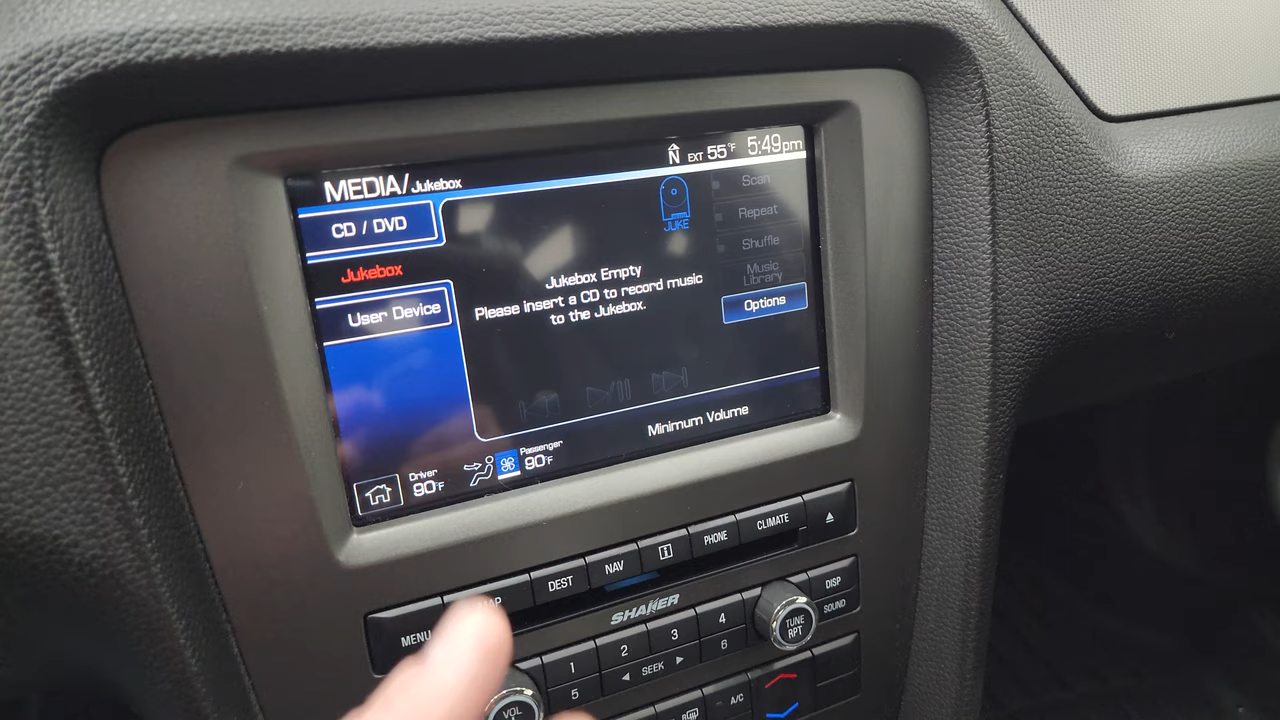 N EXT 55°F 5:49pm
MEDIA/Jukebox
CD / DVD
Jukebox
User Device
JUKE
Jukebox Empty
Please insert a CD to record music
to the Jukebox.
Scan
Repeat
Shuffle
Music
Library
Options
Minimum Volume
Driver
90°F
Passenger
90°F
MENU
MAP
DEST
NAV
i
PHONE
CLIMATE
SHAKER
DISP
SOUND
1
2
3
4
5
SEEK
6
TUNE
RPT
VOL
A/C